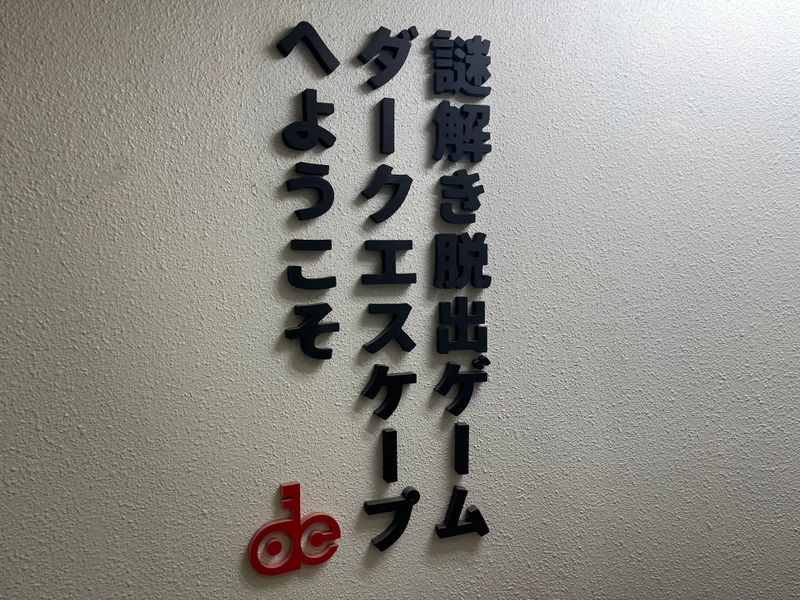 謎解き脱出ゲーム
ダークエスケープ
へようこそ
de